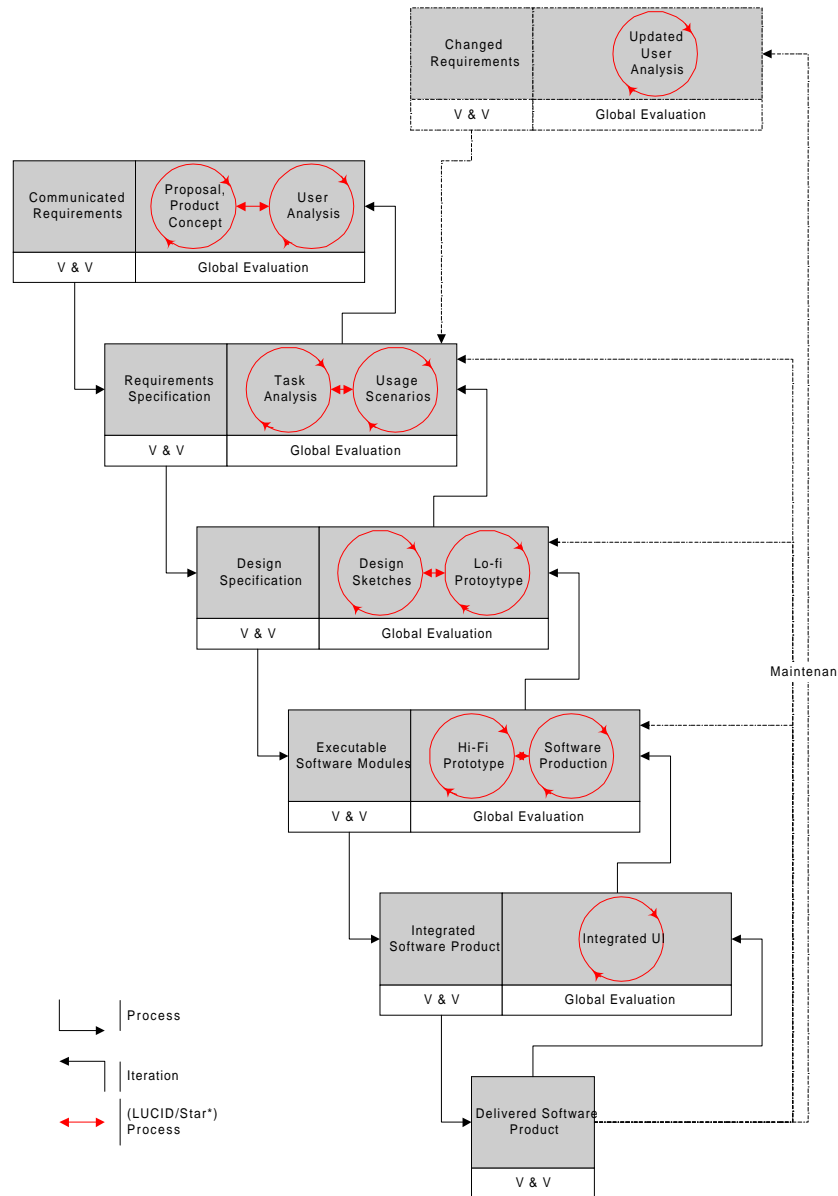 Changed
Requirements
Updated
User
Analysis
V & V
Global Evaluation
Communicated
Requirements
Proposal,
Product
Concept
User
Analysis
V & V
Global Evaluation
Requirements
Specification
Task
Analysis
Usage
Scenarios
V & V
Global Evaluation
Design
Specification
Design
Sketches
Lo-fi
Protoytype
V & V
Global Evaluation
Maintenan
Executable
Software Modules
Hi-Fi
Prototype
Software
Production
V & V
Global Evaluation
Integrated
Software Product
Integrated UI
V & V
Global Evaluation
Process
Iteration
(LUCID/Star*)
Process
Delivered Software
Product
V & V